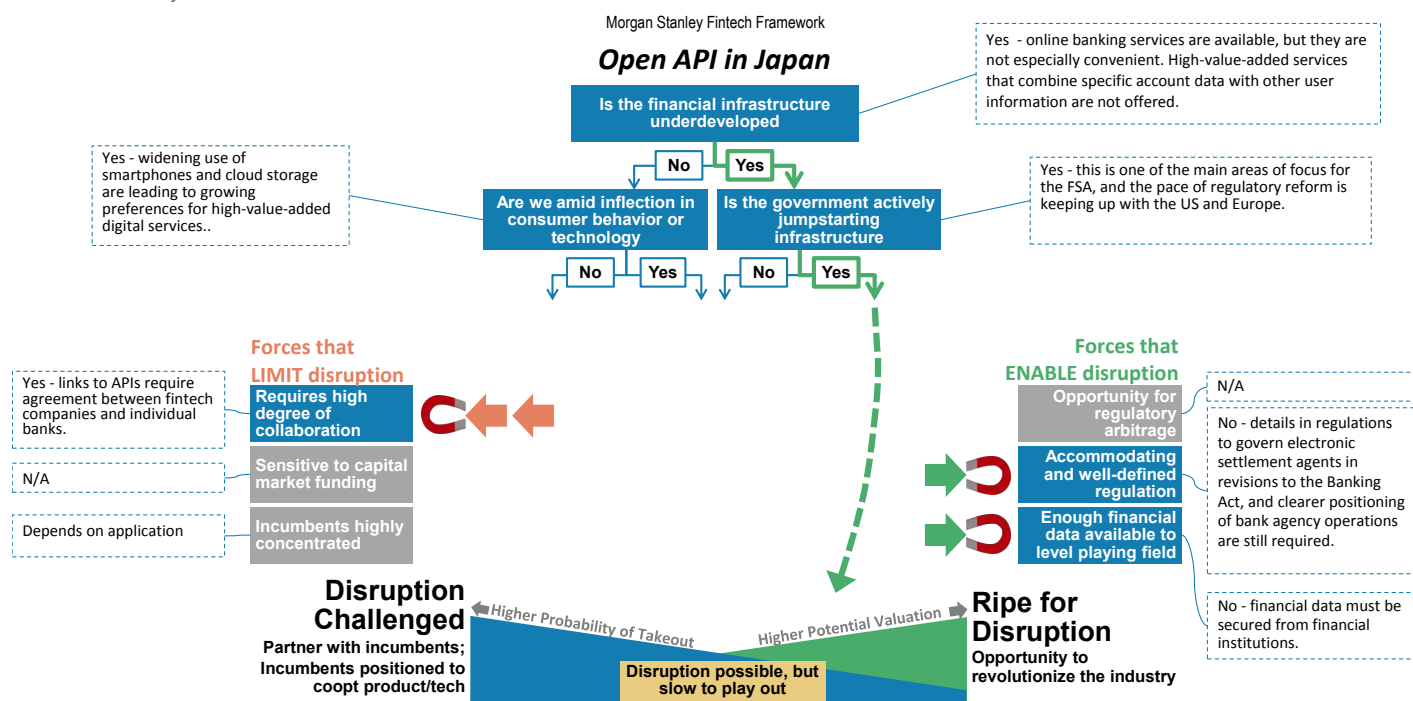 Morgan Stanley Fintech Framework
Open API in Japan
Yes - online banking services are available, but they are
not especially convenient. High-value-added services
that combine specific account data with other user
information are not offered.
Is the financial infrastructure
underdeveloped
No
Yes
Yes - widening use of
smartphones and cloud storage
are leading to growing
preferences for high-value-added
digital services..
Are we amid inflection in
consumer behavior or
technology
Is the government actively
jumpstarting
infrastructure
Yes - this is one of the main areas of focus for
the FSA, and the pace of regulatory reform is
keeping up with the US and Europe.
No
Yes
No
Yes
Forces that
LIMIT disruption
Yes - links to APIs require
agreement between fintech
companies and individual
banks.
Requires high
degree of
collaboration
N/A
Sensitive to capital
market funding
Depends on application
Incumbents highly
concentrated
Forces that
ENABLE disruption
Opportunity for
regulatory
arbitrage
N/A
Accommodating
and well-defined
regulation
No - details in regulations
to govern electronic
settlement agents in
revisions to the Banking
Act, and clearer positioning
of bank agency operations
are still required.
Enough financial
data available to
level playing field
No - financial data must be
secured from financial
institutions.
Disruption
Challenged
Partner with incumbents;
Incumbents positioned to
coopt product/tech
Higher Probability of Takeout
Higher Potential Valuation
Disruption possible, but
slow to play out
Ripe for
Disruption
Opportunity to
revolutionize the industry